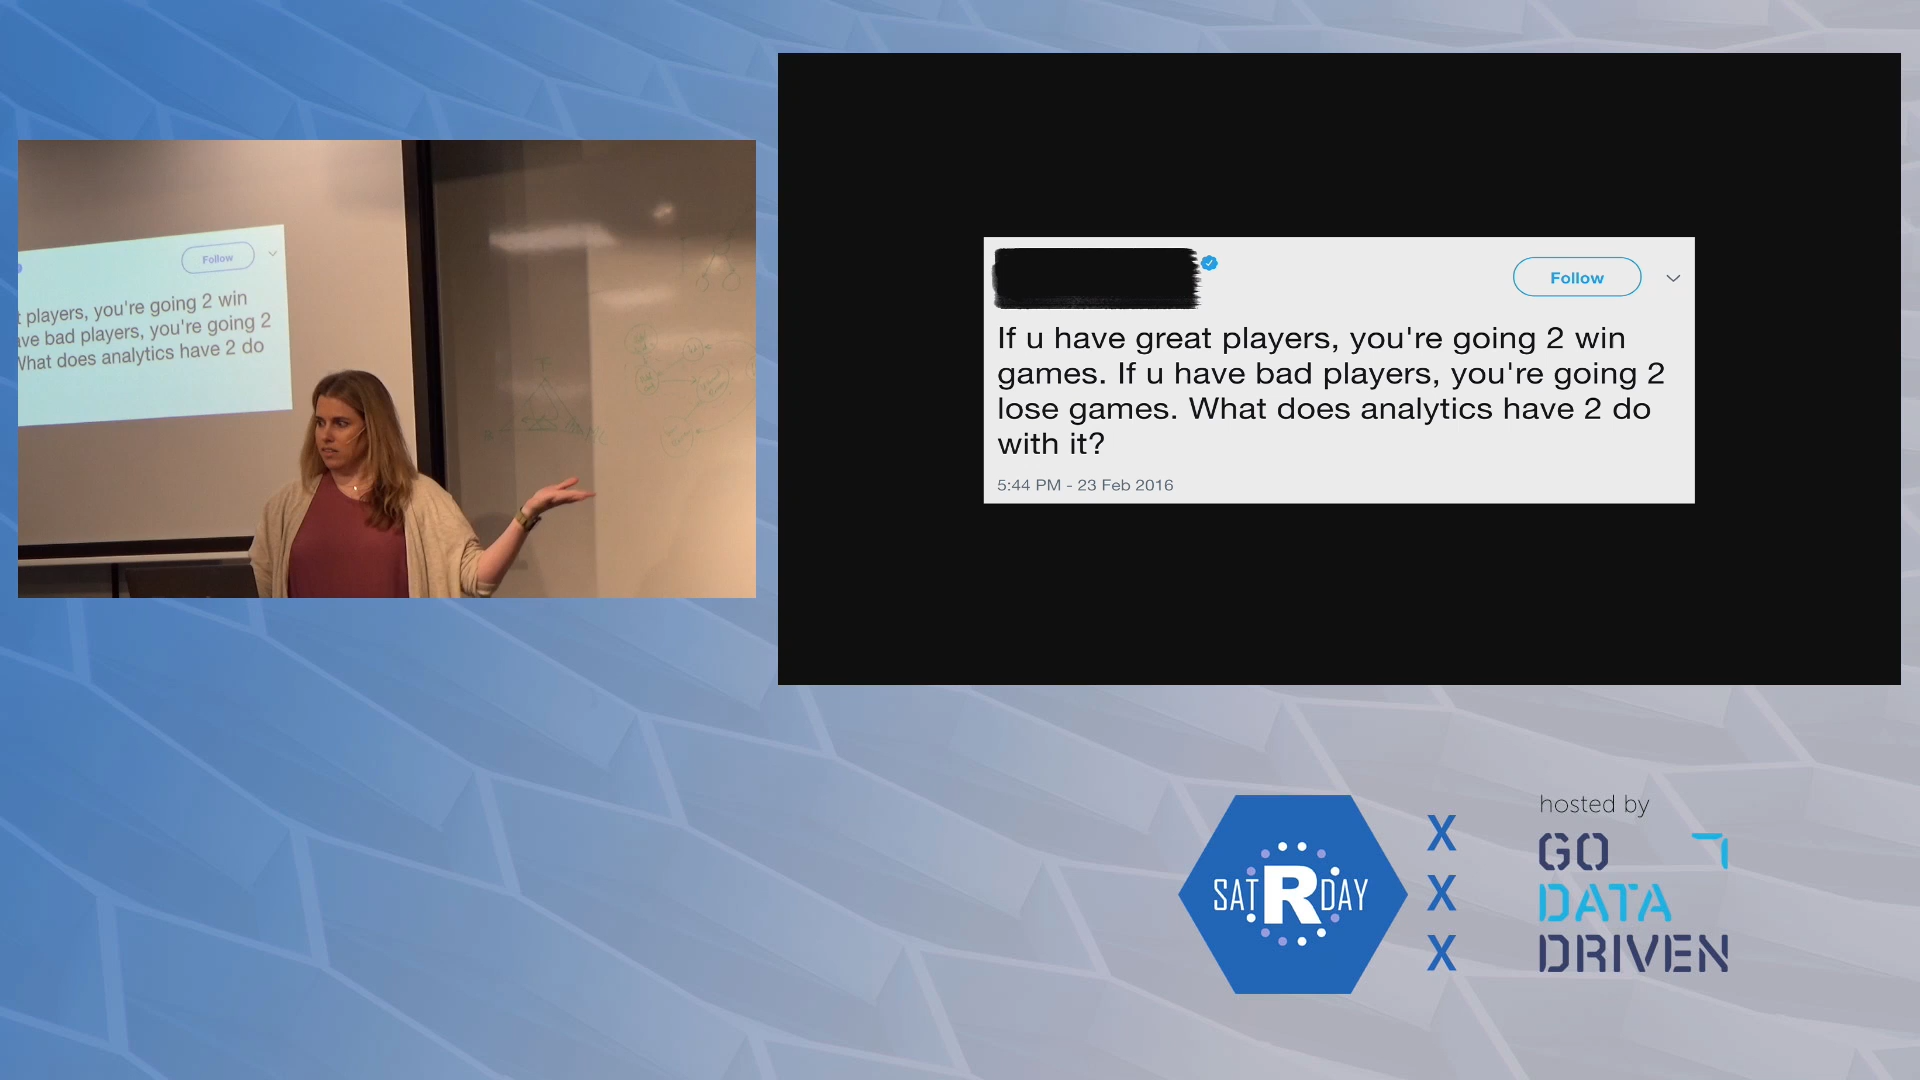 Follow
players, you're going 2 win
ve bad players, you're going 2
What does analytics have 2 do
Follow
If u have great players, you're going 2 win
games. If u have bad players, you're going 2
lose games. What does analytics have 2 do
with it?
5:44 PM - 23 Feb 2016
SATRDAY
X
X
X
hosted by
GO
DATA
DRIVEN